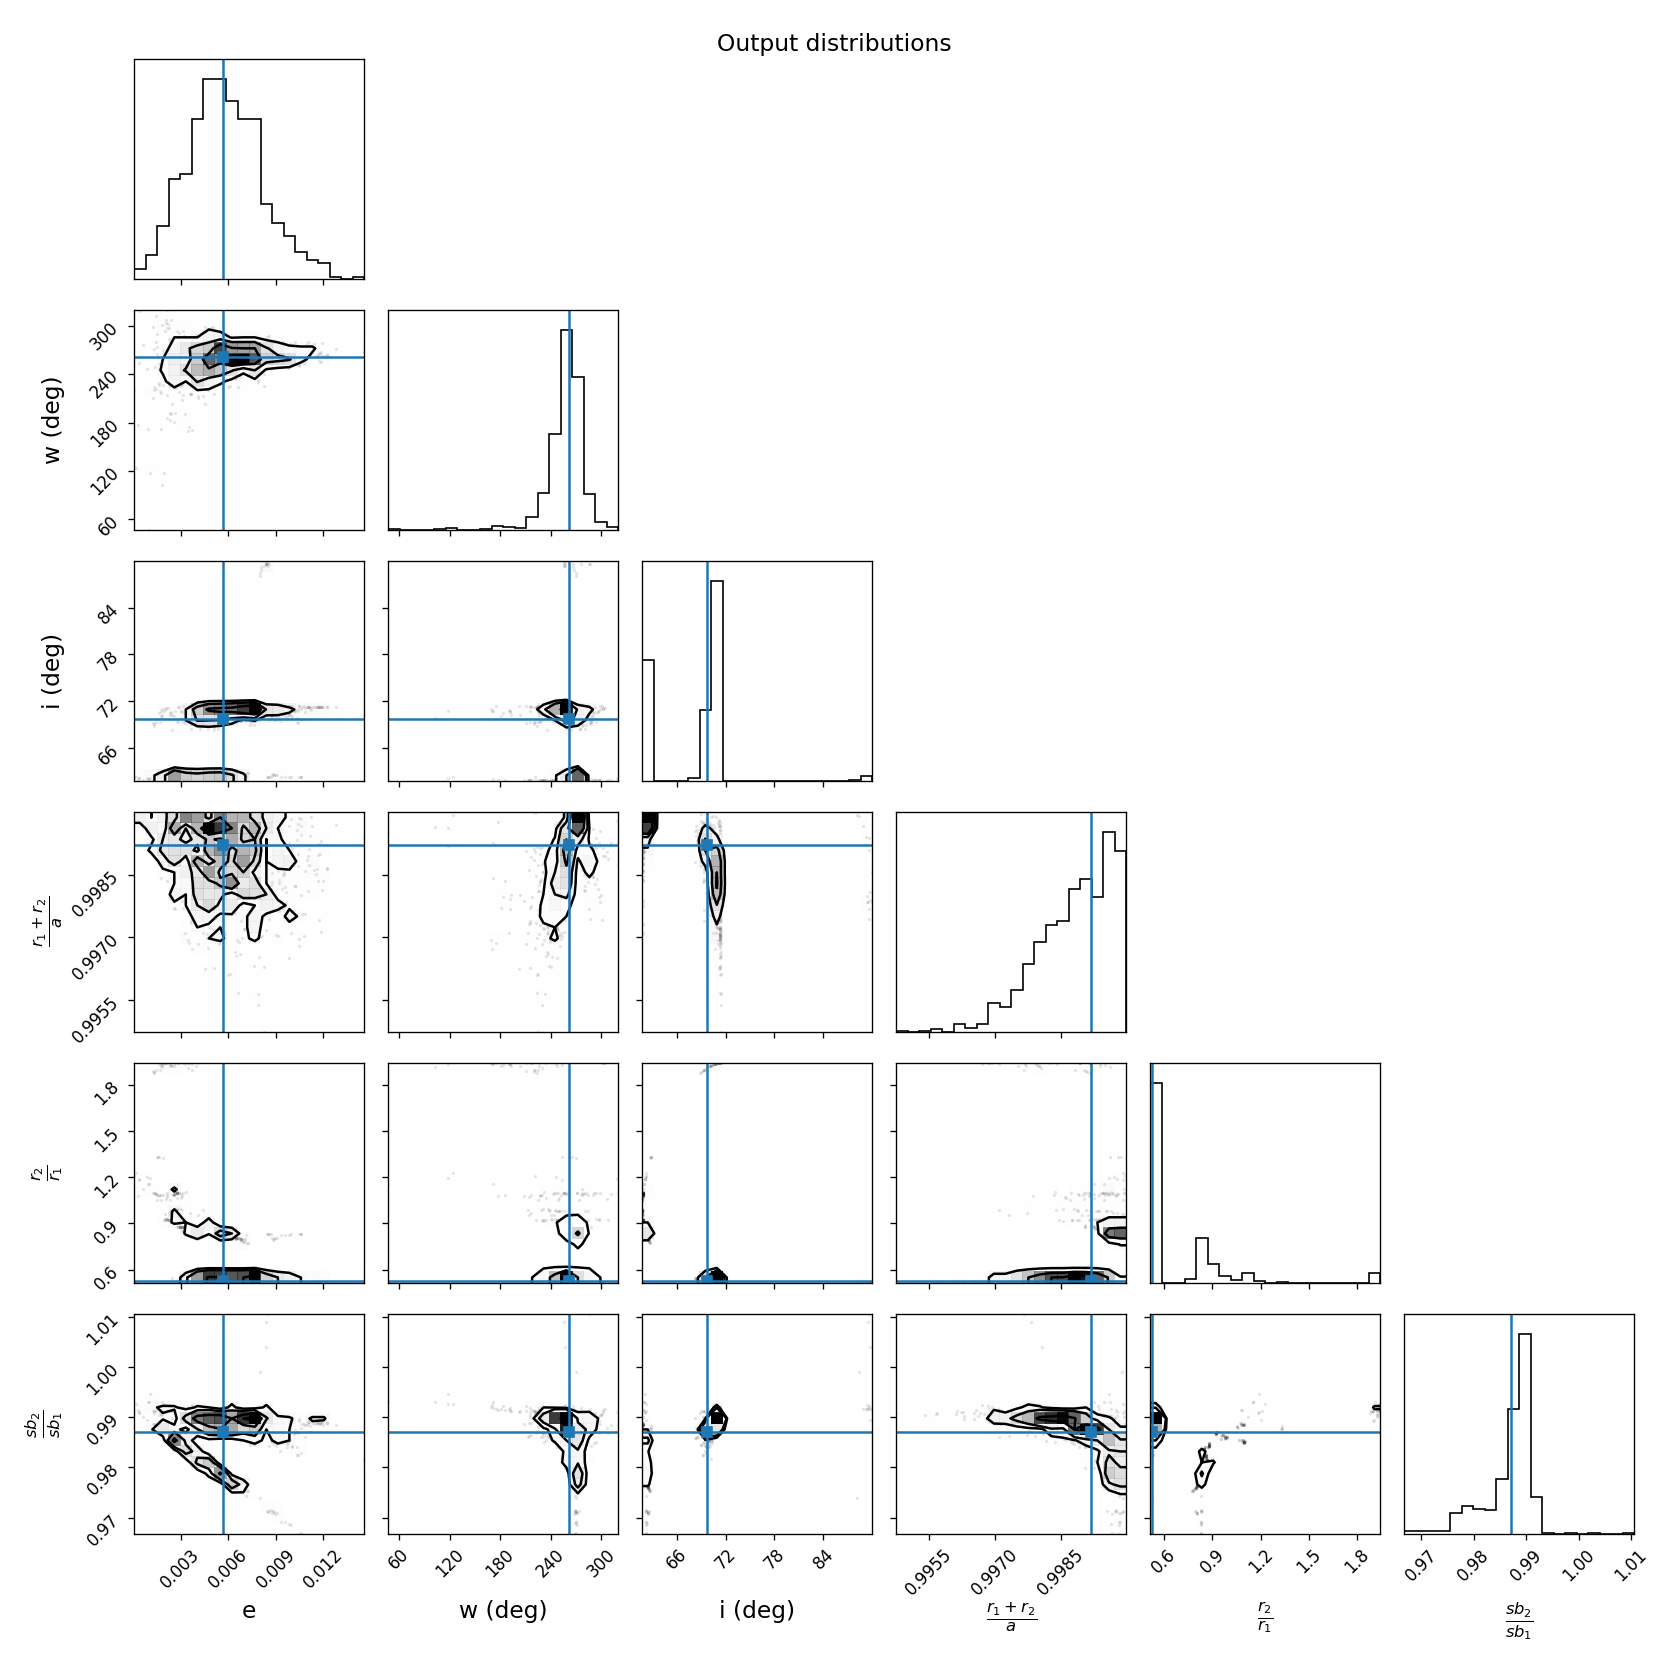 Output distributions
w (deg)
300
240
180
120
60
i (deg)
84
78
72
66
r₁ + r₂
a
0.9985
0.9970
0.9955
r₂
r₁
1.8
1.5
1.2
0.9
0.6
sb₂
sb₁
1.01
1.00
0.99
0.98
0.97
0.003 0.006 0.009 0.012 60 120 180 240 300 66 72 78 84 0.9955 0.9970 0.9985 0.6 0.9 1.2 1.5 1.8 0.97 0.98 0.99 1.00 1.01
e w (deg) i (deg) r₁ + r₂ r₂ sb₂
a r₁ sb₁